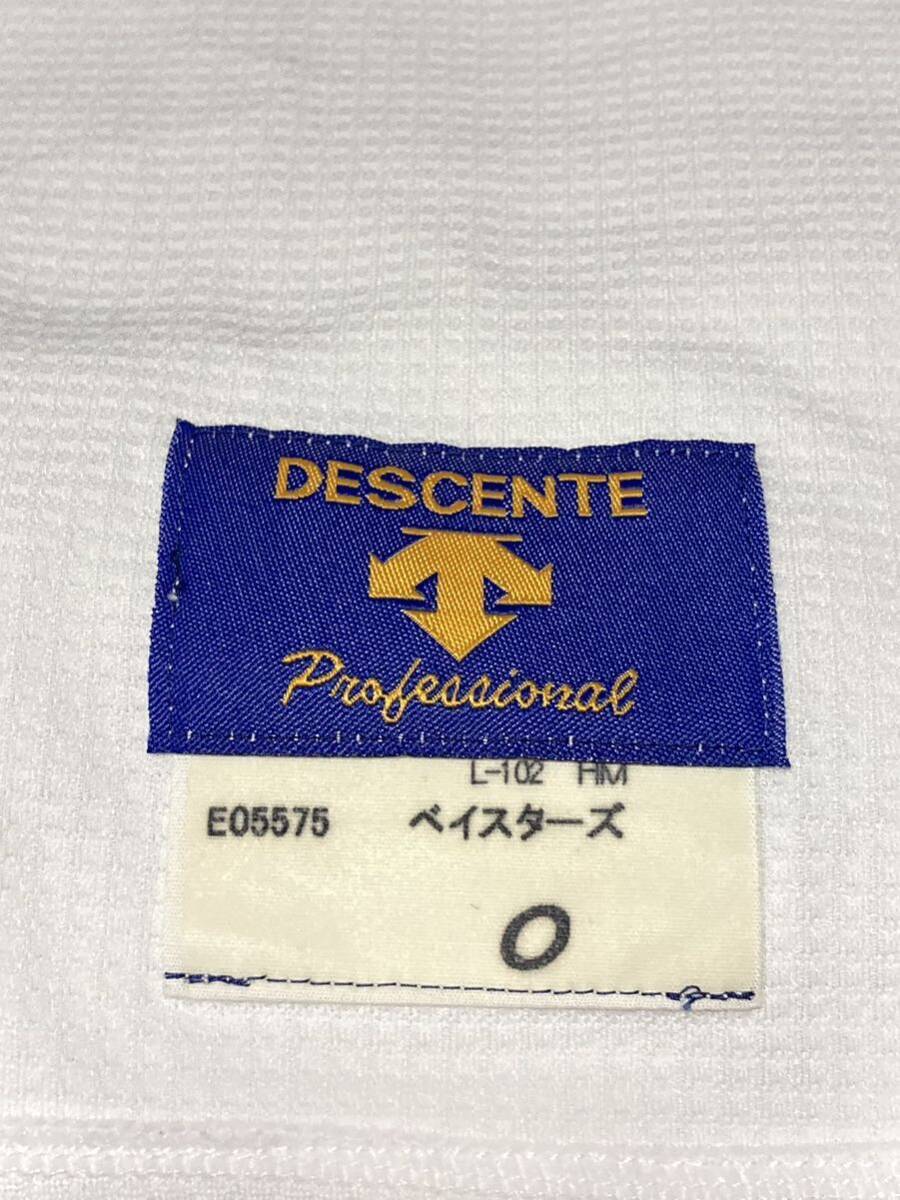 DESCENTE
Professional
L-102 HM
E05575 ベイスターズ
O